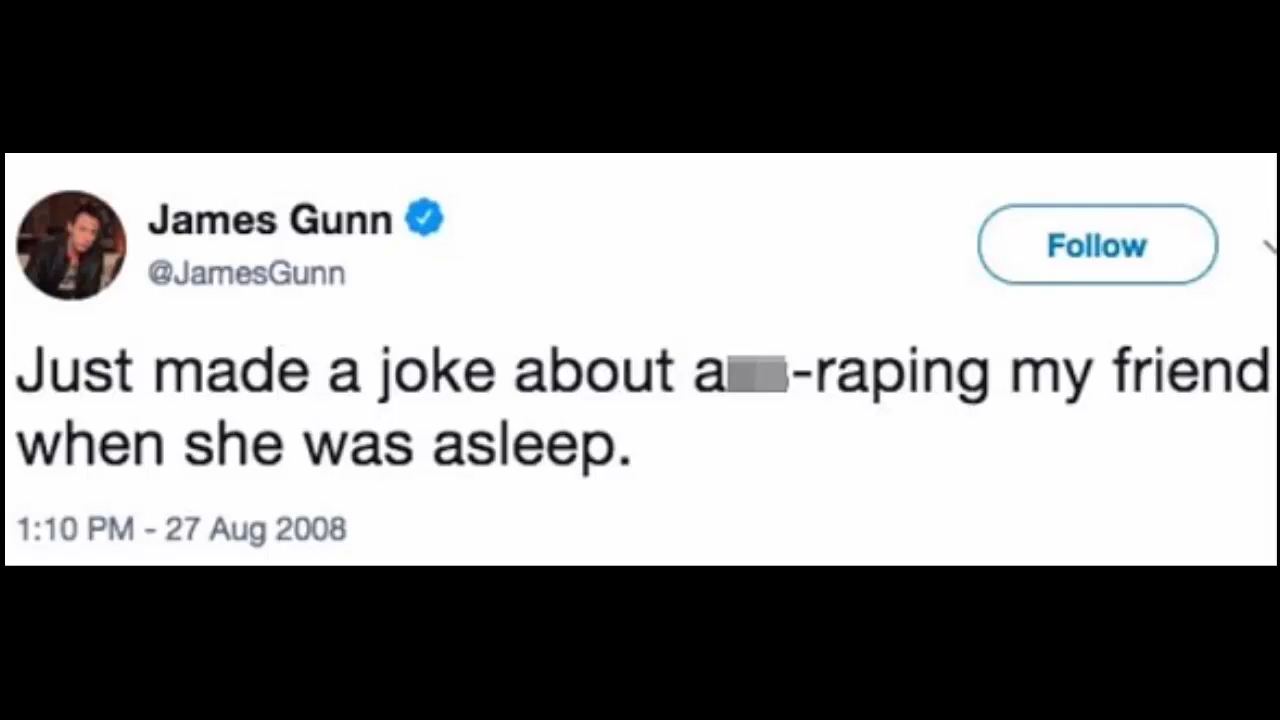 James Gunn
@JamesGunn
Follow
Just made a joke about a -raping my friend
when she was asleep.
1:10 PM - 27 Aug 2008